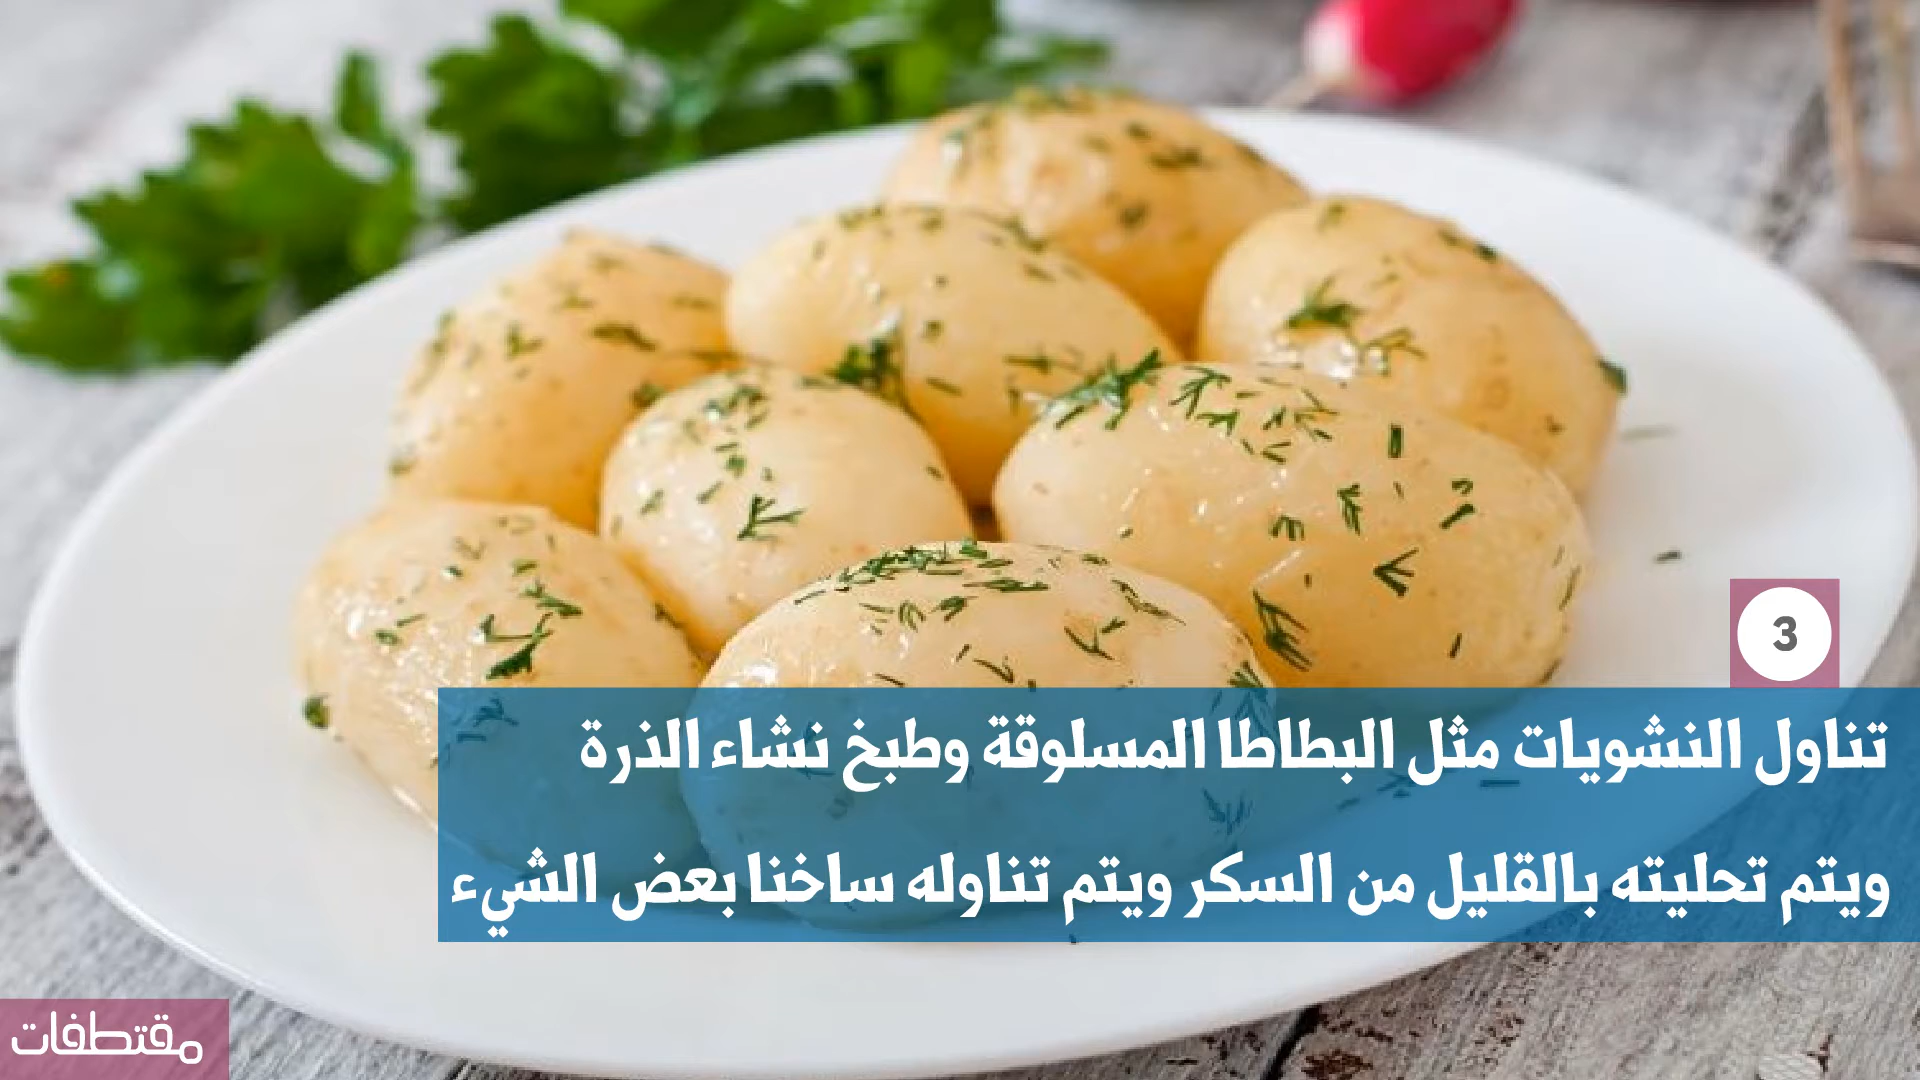 3
تناول النشويات مثل البطاطا المسلوقة وطبخ نشاء الذرة
ويتم تحليته بالقليل من السكر ويتم تناوله ساخنا بعض الشيء
مقتطفات